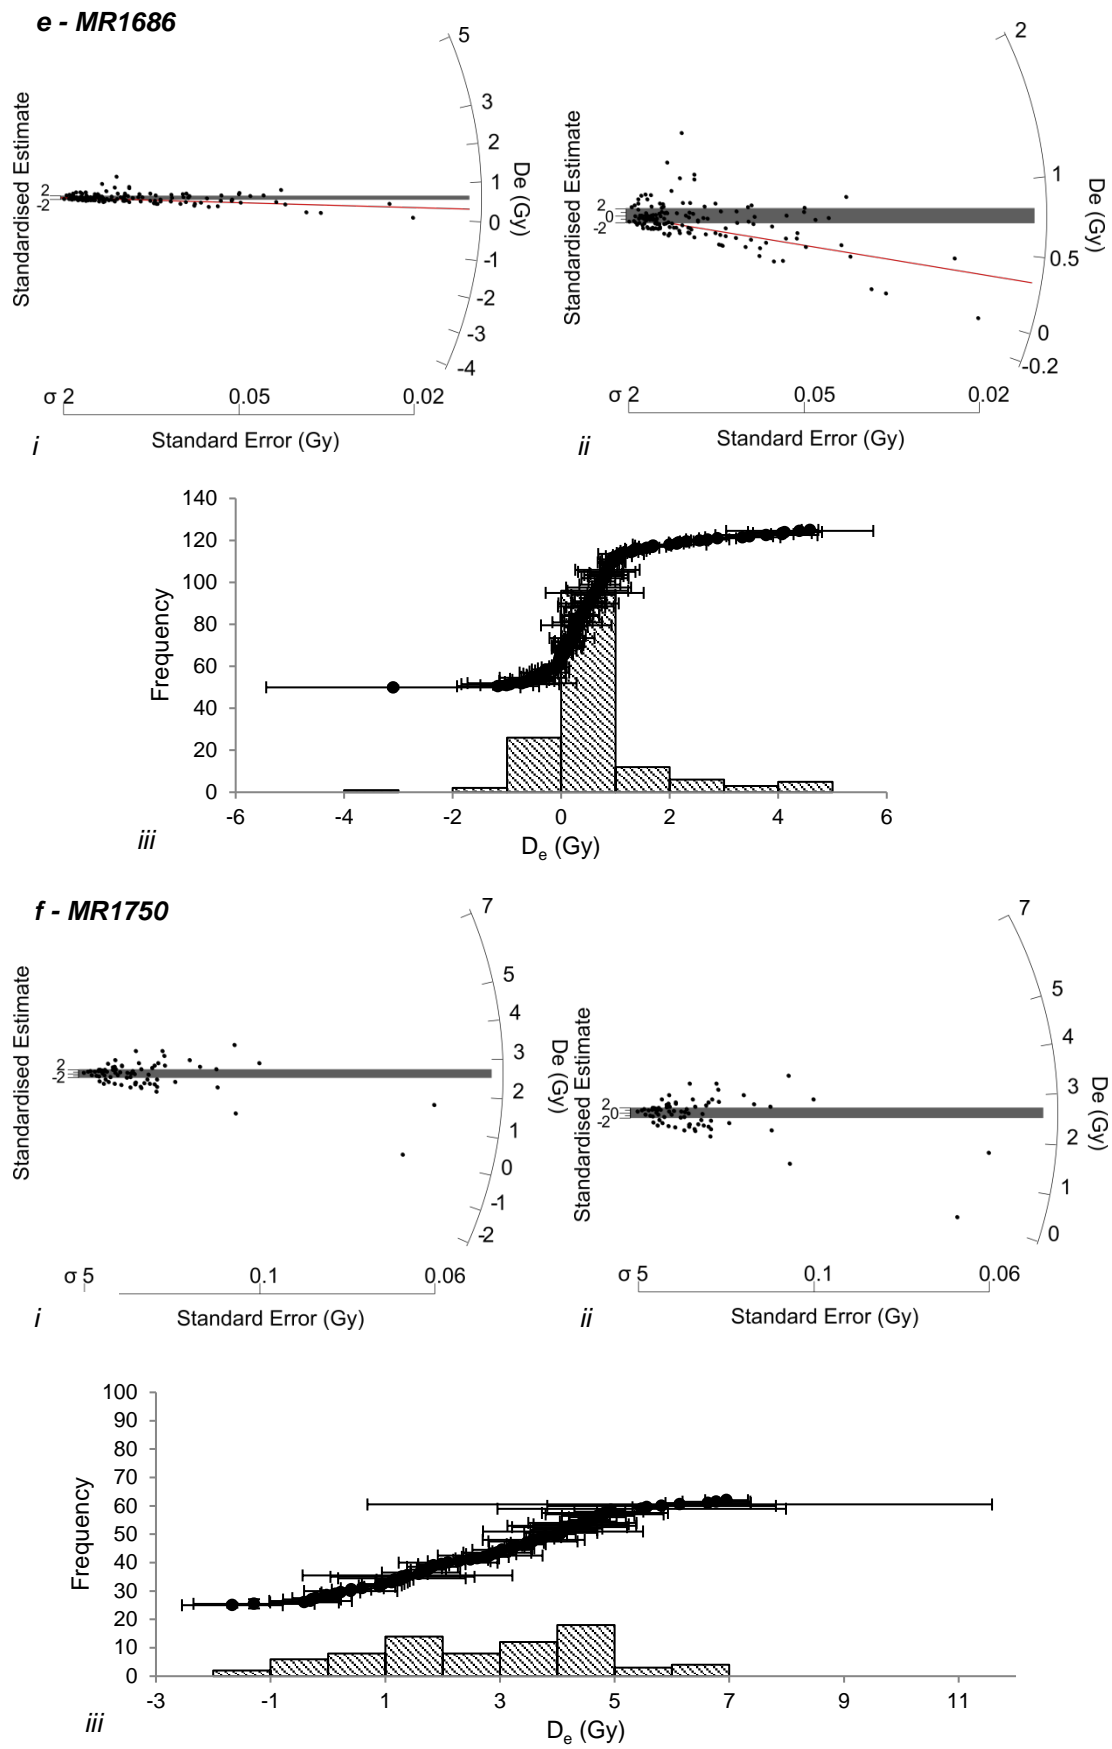 e - MR1686
Standardised Estimate
2
-2
5
3
2
1
0
-1
-2
-3
-4
De (Gy)
σ 2 0.05 0.02
Standard Error (Gy)
i
Standardised Estimate
2
0
-2
2
1
0.5
0
-0.2
De (Gy)
σ 2 0.05 0.02
Standard Error (Gy)
ii
Frequency
140
120
100
80
60
40
20
0
-6 -4 -2 0 2 4 6
De (Gy)
iii
f - MR1750
Standardised Estimate
2
-2
7
5
4
3
2
1
0
-1
-2
De (Gy)
σ 5 0.1 0.06
Standard Error (Gy)
i
Standardised Estimate
2
0
-2
7
5
4
3
2
1
0
De (Gy)
σ 5 0.1 0.06
Standard Error (Gy)
ii
Frequency
100
90
80
70
60
50
40
30
20
10
0
-3 -1 1 3 5 7 9 11
De (Gy)
iii